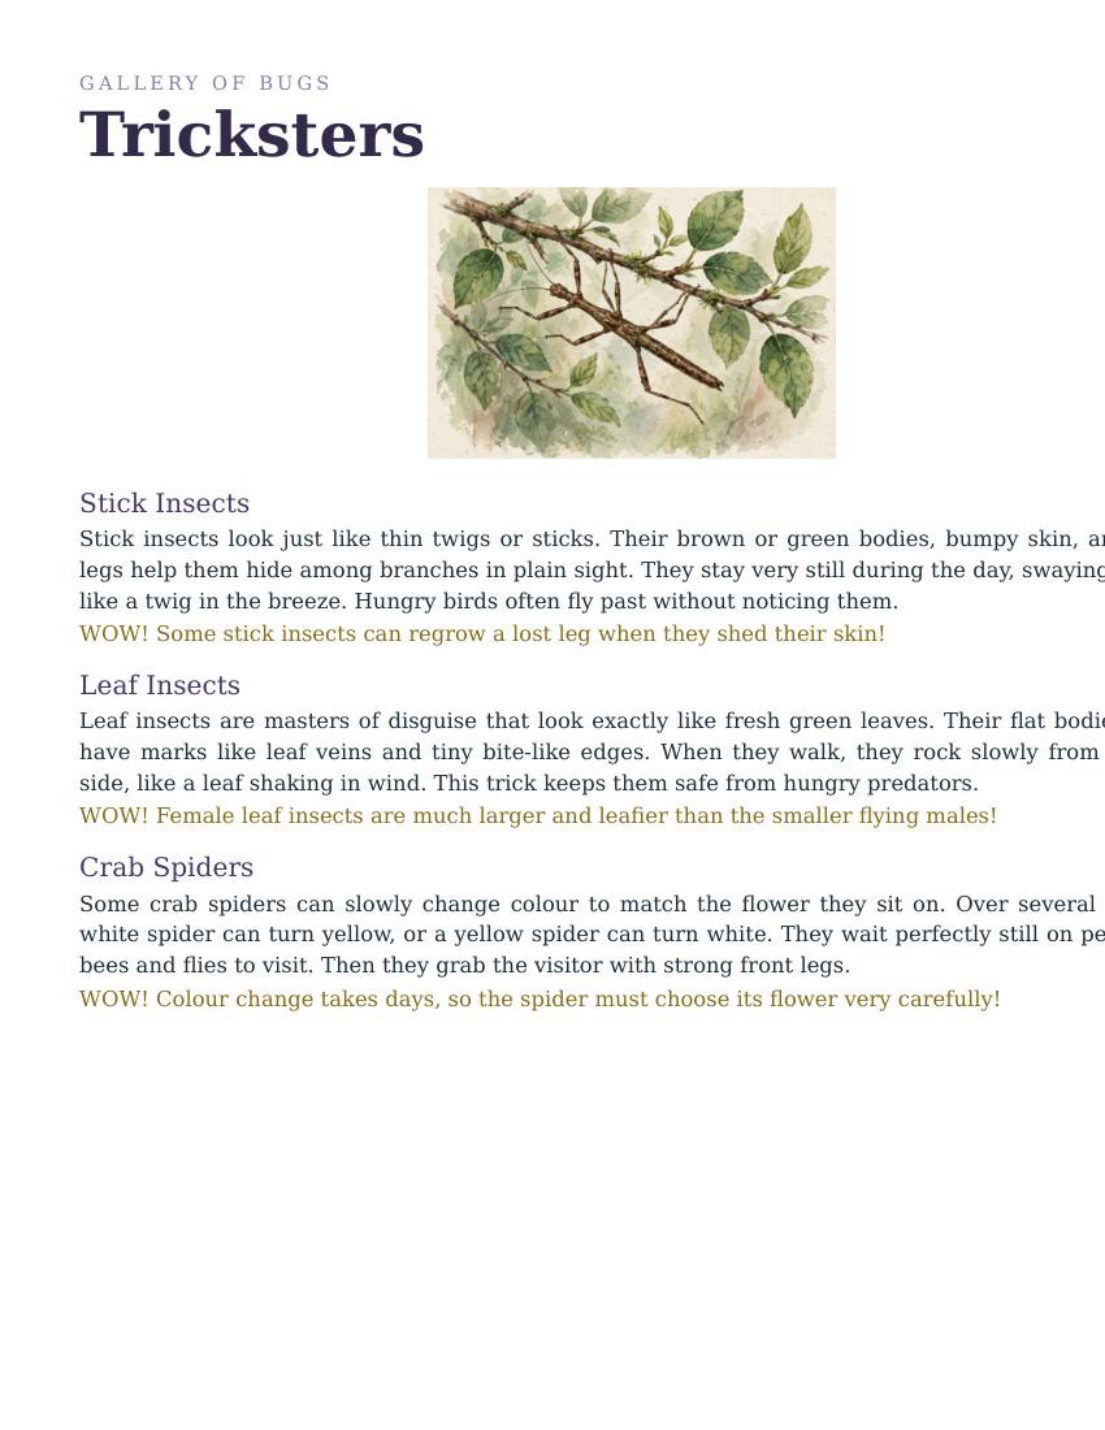 GALLERY OF BUGS
Tricksters
Stick Insects
Stick insects look just like thin twigs or sticks. Their brown or green bodies, bumpy skin,
legs help them hide among branches in plain sight. They stay very still during the day, swaying
like a twig in the breeze. Hungry birds often fly past without noticing them.
WOW! Some stick insects can regrow a lost leg when they shed their skin!
Leaf Insects
Leaf insects are masters of disguise that look exactly like fresh green leaves. Their flat
have marks like leaf veins and tiny bite-like edges. When they walk, they rock slowly from
side, like a leaf shaking in wind. This trick keeps them safe from hungry predators.
WOW! Female leaf insects are much larger and leafier than the smaller flying males!
Crab Spiders
Some crab spiders can slowly change colour to match the flower they sit on. Over several
white spider can turn yellow, or a yellow spider can turn white. They wait perfectly still on
bees and flies to visit. Then they grab the visitor with strong front legs.
WOW! Colour change takes days, so the spider must choose its flower very carefully!